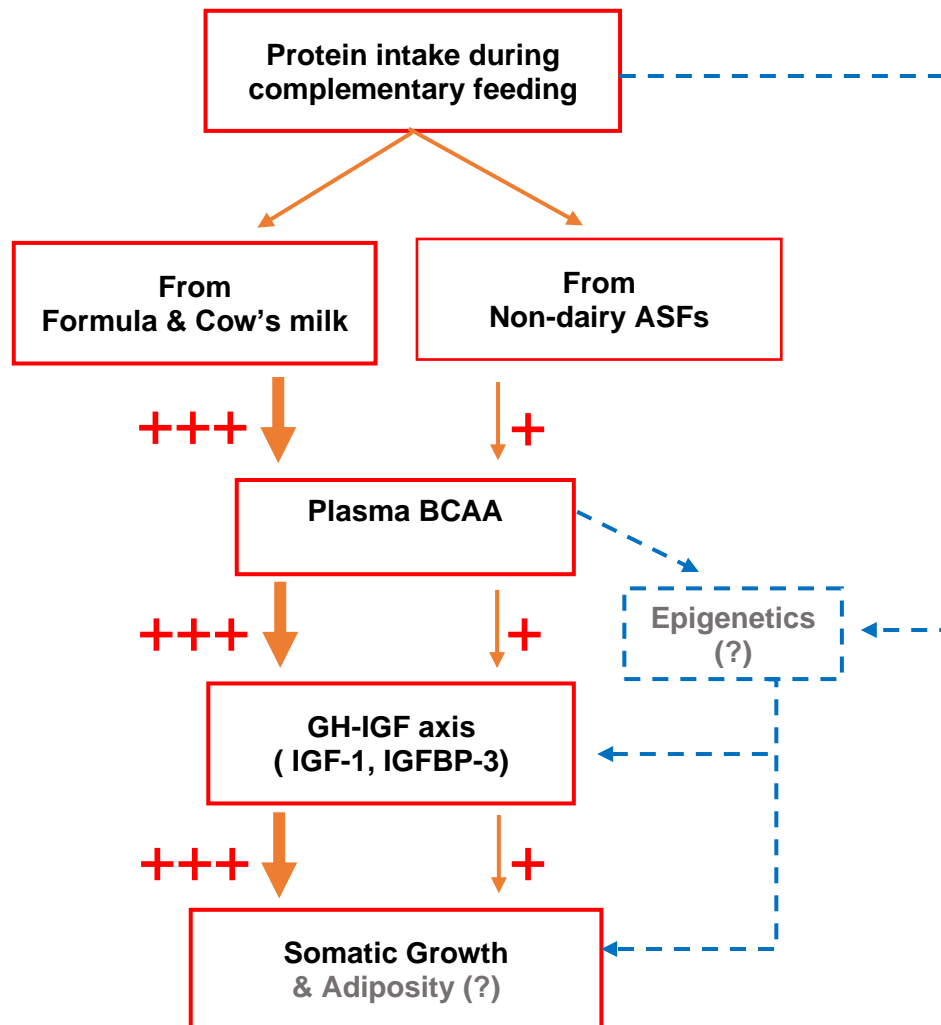 Protein intake during
complementary feeding
From
Formula & Cow's milk
From
Non-dairy ASFs
+++
+
Plasma BCAA
+++
+
Epigenetics
(?)
GH-IGF axis
( IGF-1, IGFBP-3)
+++
+
Somatic Growth
& Adiposity (?)